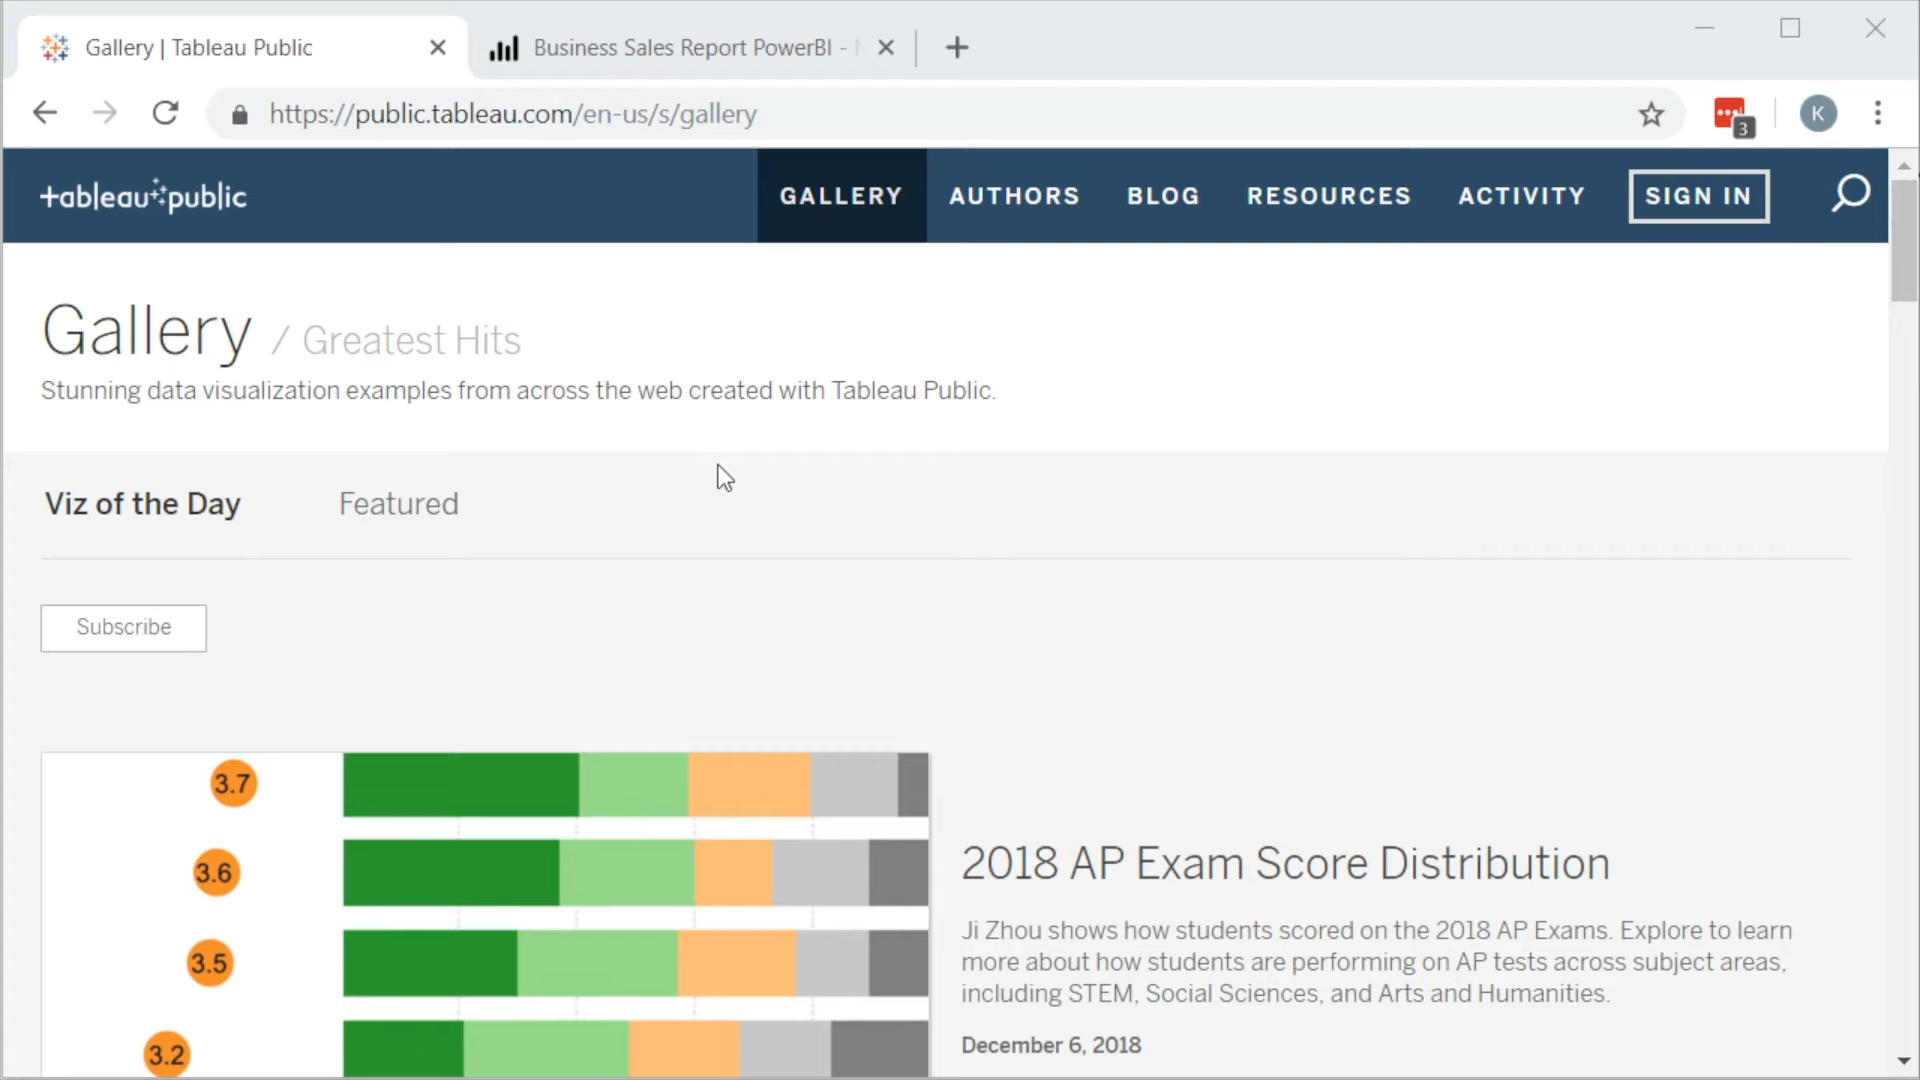 Gallery | Tableau Public
Business Sales Report PowerBI -
https://public.tableau.com/en-us/s/gallery
3
K
+ableau public
GALLERY
AUTHORS
BLOG
RESOURCES
ACTIVITY
SIGN IN
Gallery / Greatest Hits
Stunning data visualization examples from across the web created with Tableau Public.
Viz of the Day
Featured
Subscribe
3.7
3.6
3.5
3.2
2018 AP Exam Score Distribution
Ji Zhou shows how students scored on the 2018 AP Exams. Explore to learn
more about how students are performing on AP tests across subject areas,
including STEM, Social Sciences, and Arts and Humanities.
December 6, 2018